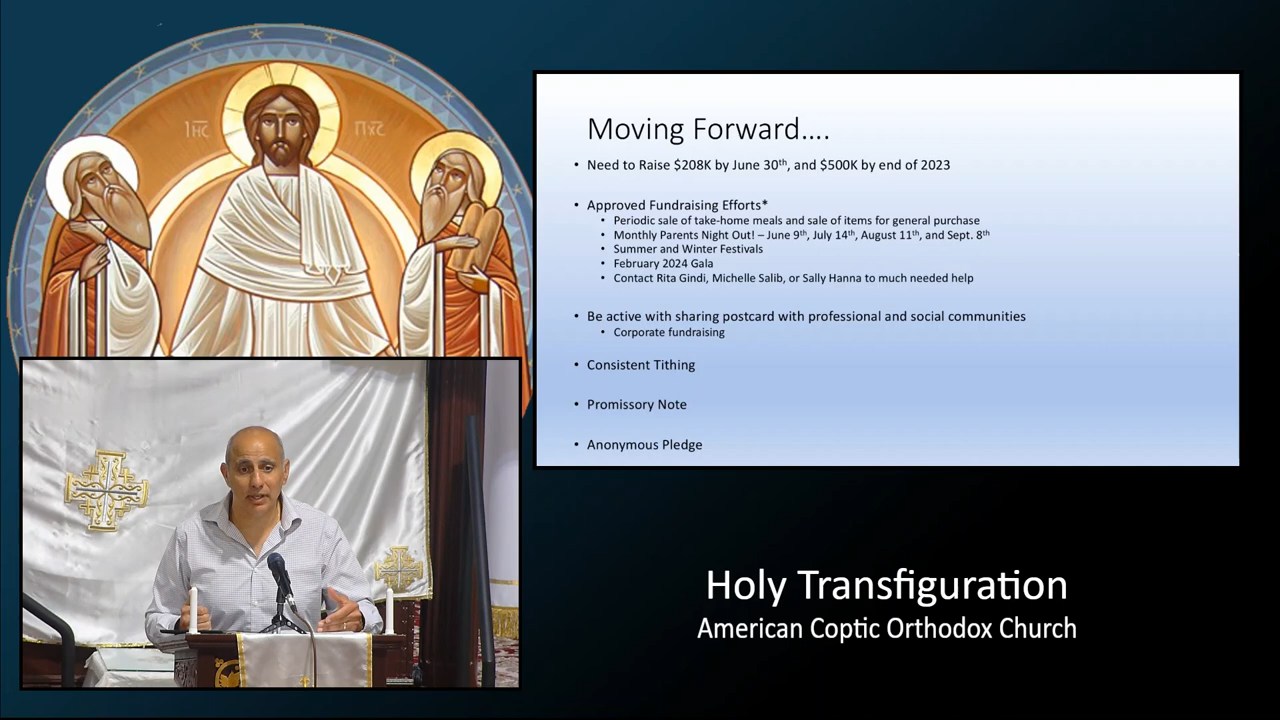 ΙΗС ΠΧС
Moving Forward....
• Need to Raise $208K by June 30th, and $500K by end of 2023
• Approved Fundraising Efforts*
• Periodic sale of take-home meals and sale of items for general purchase
• Monthly Parents Night Out! – June 9th, July 14th, August 11th, and Sept. 8th
• Summer and Winter Festivals
• February 2024 Gala
• Contact Rita Gindi, Michelle Salib, or Sally Hanna to much needed help
• Be active with sharing postcard with professional and social communities
• Corporate fundraising
• Consistent Tithing
• Promissory Note
• Anonymous Pledge
Holy Transfiguration
American Coptic Orthodox Church